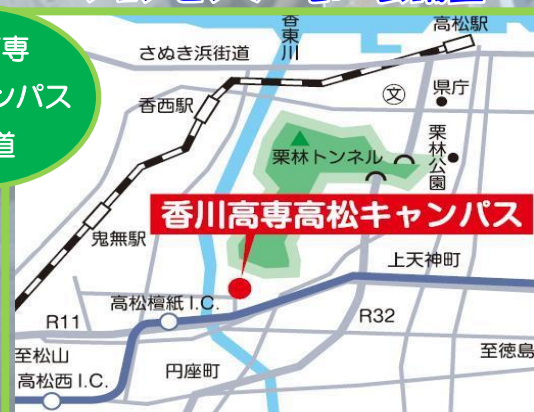 専
ンパス
道
高松駅
さぬき浜街道
香東川
香西駅
文
県庁
栗林トンネル
栗林公園
香川高専高松キャンパス
鬼無駅
上天神町
高松檀紙 I.C.
R11
R32
至松山
至徳島
高松西 I.C.
円座町